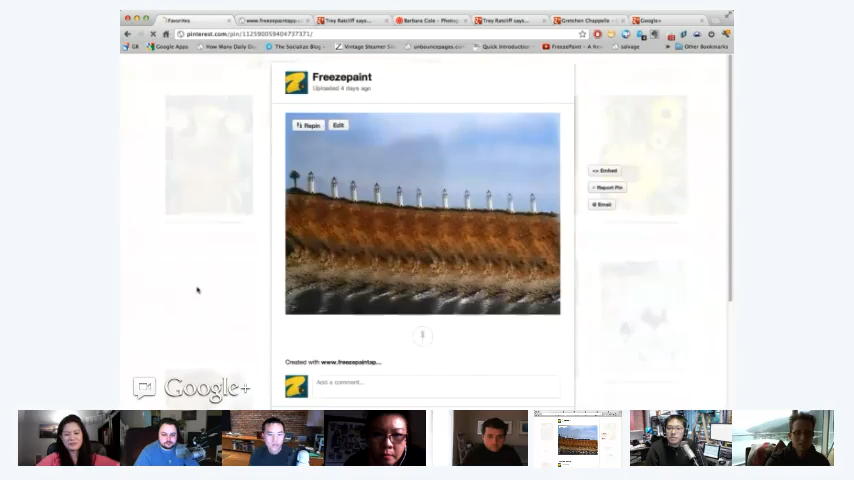 Favorites
www.freezepaintapp...
Trey Ratcliff says...
Barbara Cole - Photog
Trey Ratcliff says...
Gretchen Chappelle -
Google+
pinterest.com/pin/112590059404737371/
GR
Google Apps
How Many Daily
The Socialize Blog -
Vintage Steamer
unbouncepages.co
Quick Introduction
FreezePaint - A
salvage
Other Bookmarks
Freezepaint
Uploaded 4 days ago
Repin
Edit
<> Embed
Report Pin
@ Email
Created with www.freezepaintap...
Add a comment...
Google+